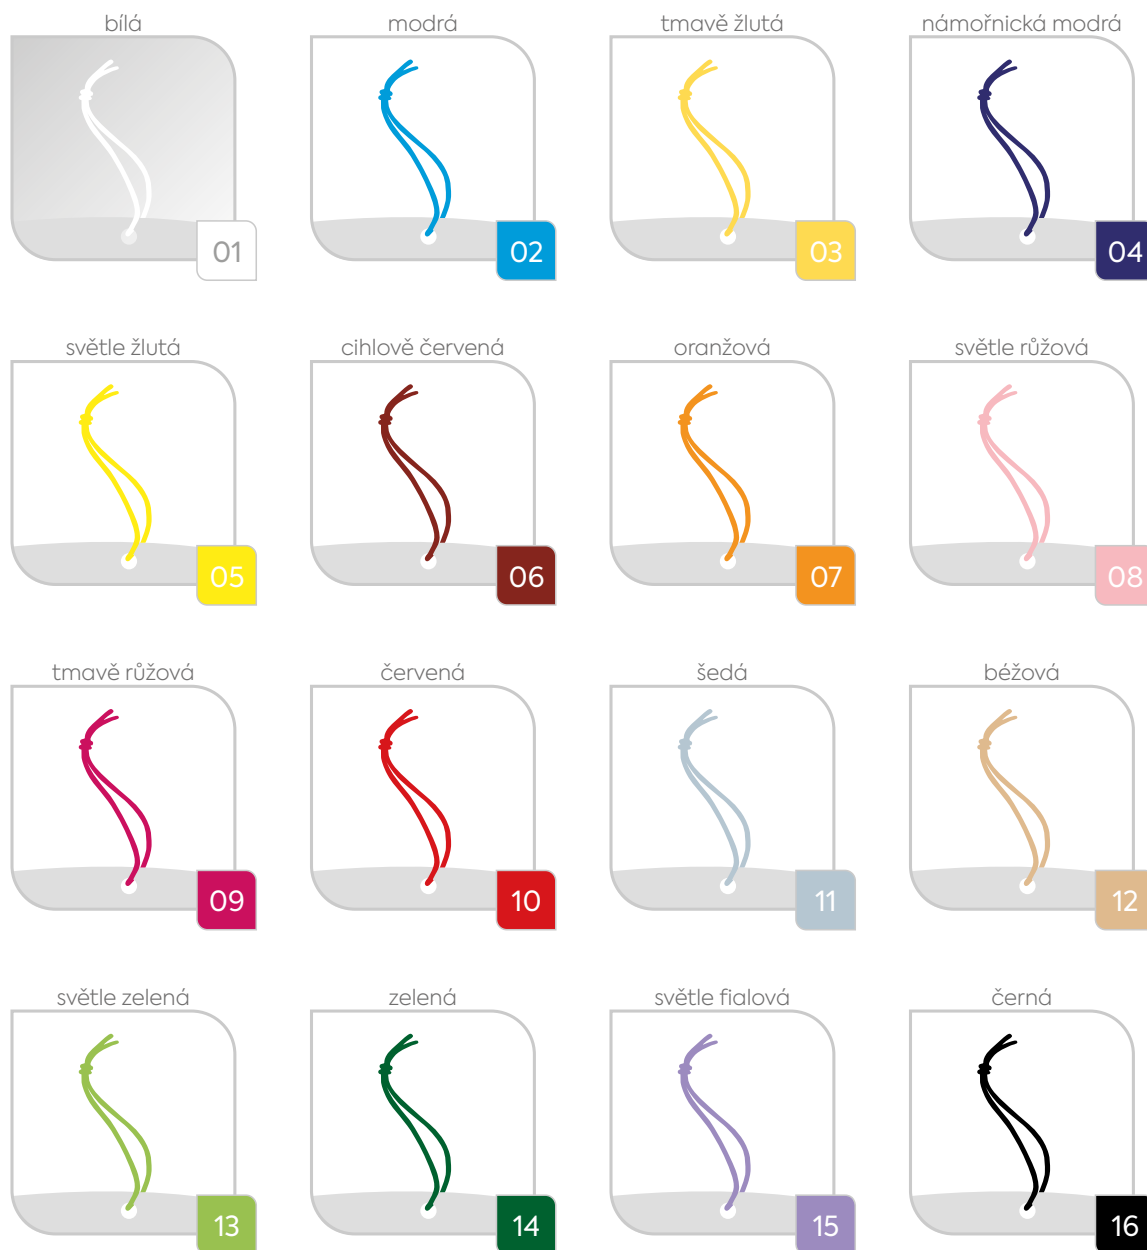 bílá
modrá
tmavě žlutá
námořnická modrá
01
02
03
04
světle žlutá
cihlově červená
oranžová
světle růžová
05
06
07
08
tmavě růžová
červená
šedá
béžová
09
10
11
12
světle zelená
zelená
světle fialová
černá
13
14
15
16